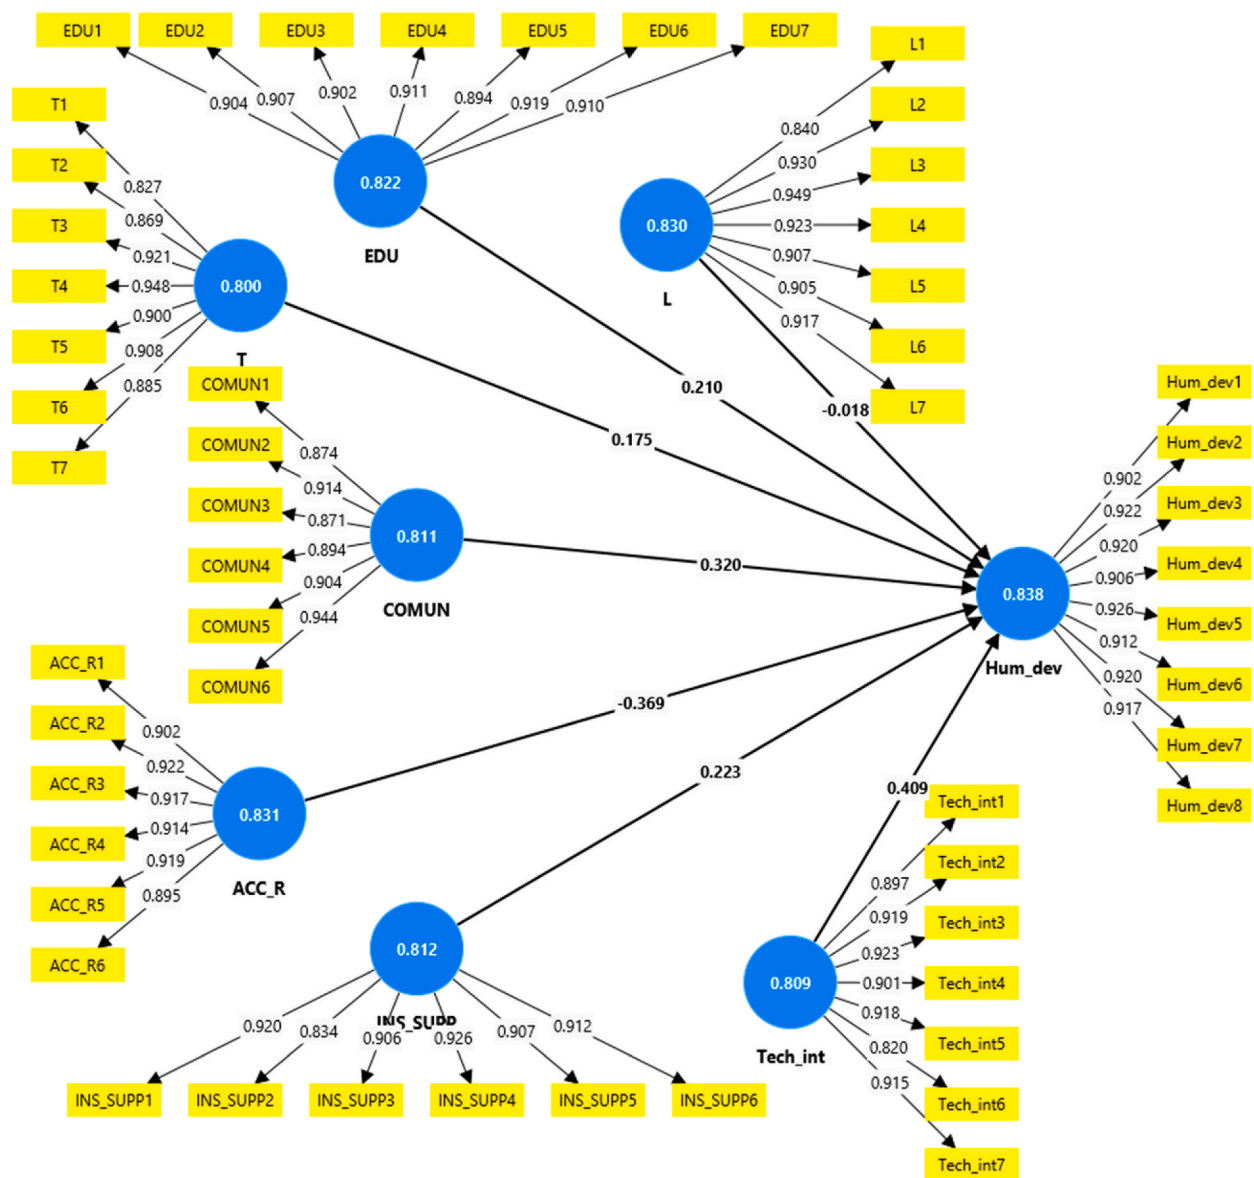 EDU1 EDU2 EDU3 EDU4 EDU5 EDU6 EDU7
0.904 0.907 0.902 0.911 0.894 0.919 0.910
0.822
EDU
T1
T2
T3
T4
T5
T6
T7
0.827
0.869
0.921
0.948
0.900
0.908
0.885
0.800
T
L1
L2
L3
L4
L5
L6
L7
0.840
0.930
0.949
0.923
0.907
0.905
0.917
0.830
L
0.210
-0.018
0.175
COMUN1
COMUN2
COMUN3
COMUN4
COMUN5
COMUN6
0.874
0.914
0.871
0.894
0.904
0.944
0.811
COMUN
0.320
Hum_dev1
Hum_dev2
Hum_dev3
Hum_dev4
Hum_dev5
Hum_dev6
Hum_dev7
Hum_dev8
0.902
0.922
0.920
0.906
0.926
0.912
0.920
0.917
0.838
Hum_dev
ACC_R1
ACC_R2
ACC_R3
ACC_R4
ACC_R5
ACC_R6
0.902
0.922
0.917
0.914
0.919
0.895
0.831
ACC_R
-0.369
0.223
0.409
0.812
INS_SUPP
0.920 0.834 0.906 0.926 0.907 0.912
INS_SUPP1 INS_SUPP2 INS_SUPP3 INS_SUPP4 INS_SUPP5 INS_SUPP6
Tech_int1
Tech_int2
Tech_int3
Tech_int4
Tech_int5
Tech_int6
Tech_int7
0.897
0.919
0.923
0.901
0.918
0.820
0.915
0.809
Tech_int